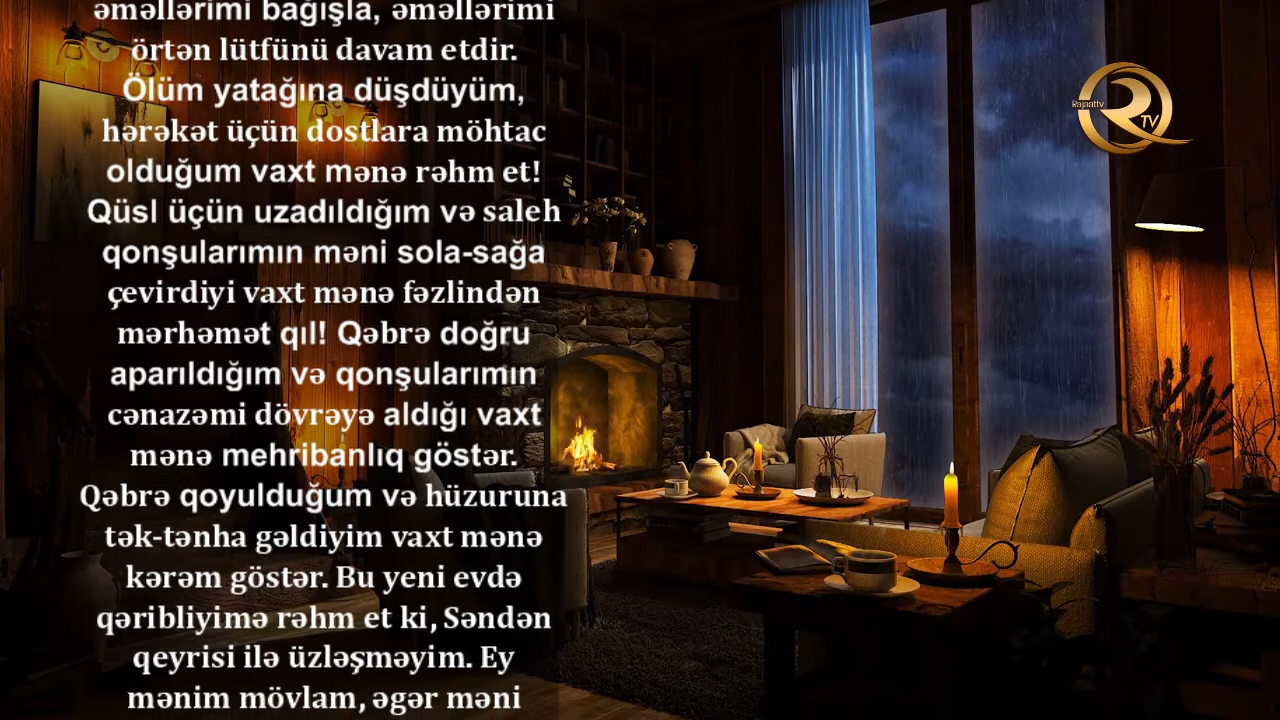 əməllərimi bağışla, əməllərimi
örtən lütfünü davam etdir.
Ölüm yatağına düşdüyüm,
hərəkət üçün dostlara möhtac
olduğum vaxt mənə rəhm et!
Qüsl üçün uzadıldığım və saleh
qonşularımın məni sola-sağa
çevirdiyi vaxt mənə fəzlindən
mərhəmət qıl! Qəbrə doğru
aparıldığım və qonşularımın
cənazəmi dövrəyə aldığı vaxt
mənə mehribanlıq göstər.
Qəbrə qoyulduğum və hüzuruna
tək-tənha gəldiyim vaxt mənə
kərəm göstər. Bu yeni evdə
qəribliyimə rəhm et ki, Səndən
qeyrisi ilə üzləşməyim. Ey
mənim mövlam, əgər məni
Rajaattv
R TV